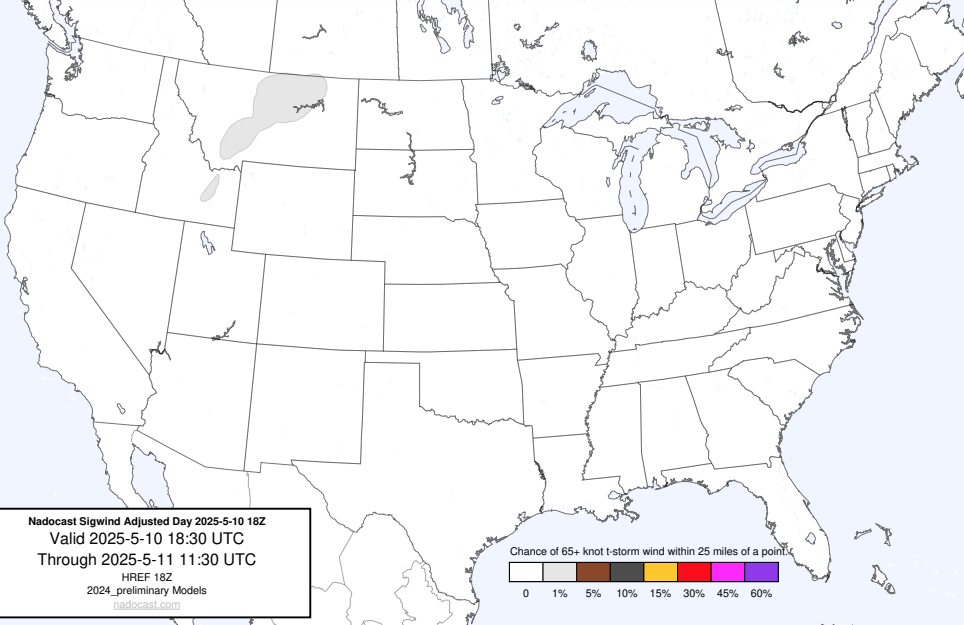 Nadocast Sigwind Adjusted Day 2025-5-10 18Z
Valid 2025-5-10 18:30 UTC
Through 2025-5-11 11:30 UTC
HREF 18Z
2024_preliminary Models
nadocast.com
Chance of 65+ knot t-storm wind within 25 miles of a point.
0 1% 5% 10% 15% 30% 45% 60%